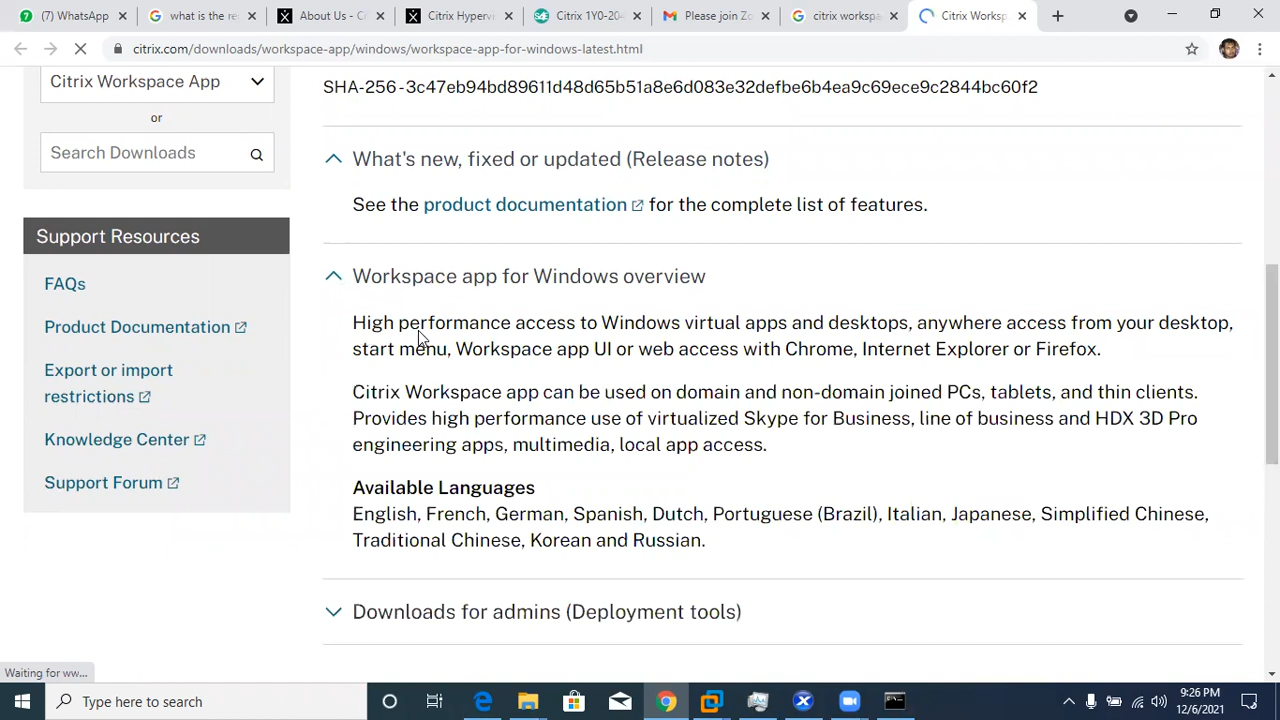 (7) WhatsApp
what is the re
About Us - C
Citrix Hyperv
Citrix 1Y0-20
Please join Zo
citrix workspa
Citrix Worksp
citrix.com/downloads/workspace-app/windows/workspace-app-for-windows-latest.html
Citrix Workspace App
or
Search Downloads
SHA-256 - 3c47eb94bd89611d48d65b51a8e6d083e32defbe6b4ea9c69ece9c2844bc60f2
What's new, fixed or updated (Release notes)
See the product documentation for the complete list of features.
Support Resources
FAQs
Product Documentation
Export or import
restrictions
Knowledge Center
Support Forum
Workspace app for Windows overview
High performance access to Windows virtual apps and desktops, anywhere access from your desktop,
start menu, Workspace app UI or web access with Chrome, Internet Explorer or Firefox.
Citrix Workspace app can be used on domain and non-domain joined PCs, tablets, and thin clients.
Provides high performance use of virtualized Skype for Business, line of business and HDX 3D Pro
engineering apps, multimedia, local app access.
Available Languages
English, French, German, Spanish, Dutch, Portuguese (Brazil), Italian, Japanese, Simplified Chinese,
Traditional Chinese, Korean and Russian.
Downloads for admins (Deployment tools)
Waiting for ww...
Type here to search
9:26 PM
12/6/2021